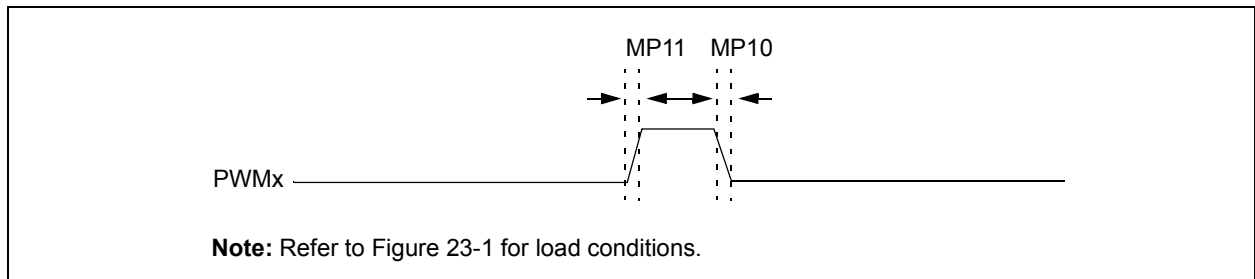 MP11 MP10
PWMx
Note: Refer to Figure 23-1 for load conditions.